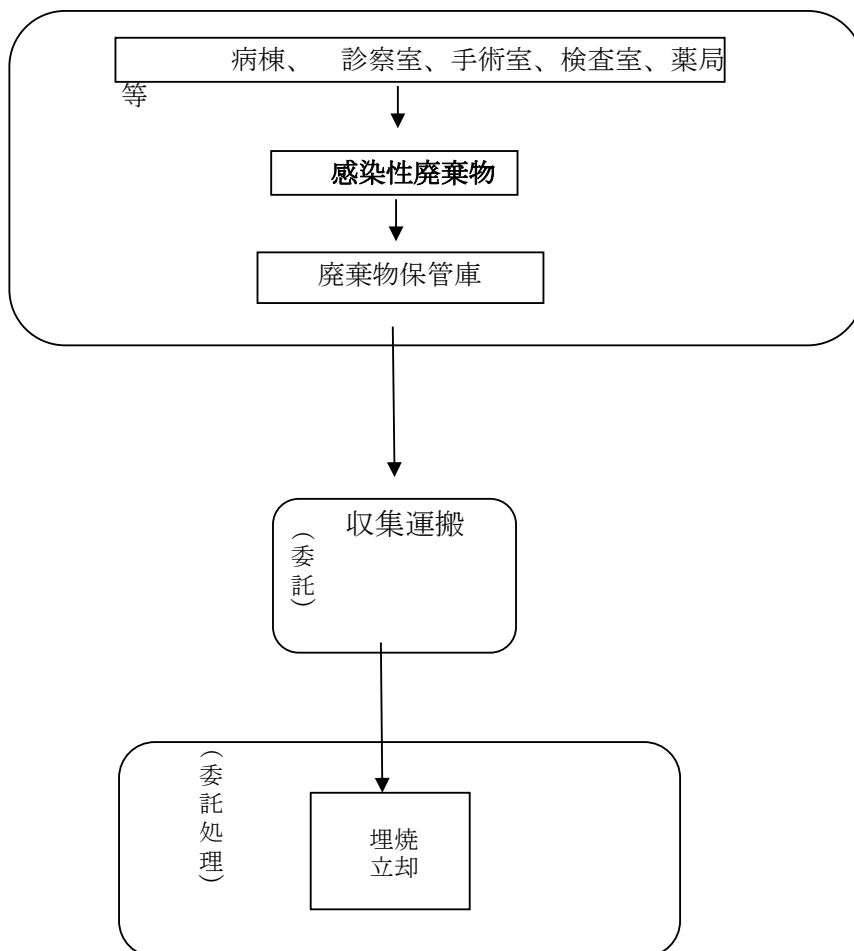 病棟、 診察室、手術室、検査室、薬局
等
感染性廃棄物
廃棄物保管庫
収集運搬
(委託)
(委託処理)
埋焼
立却